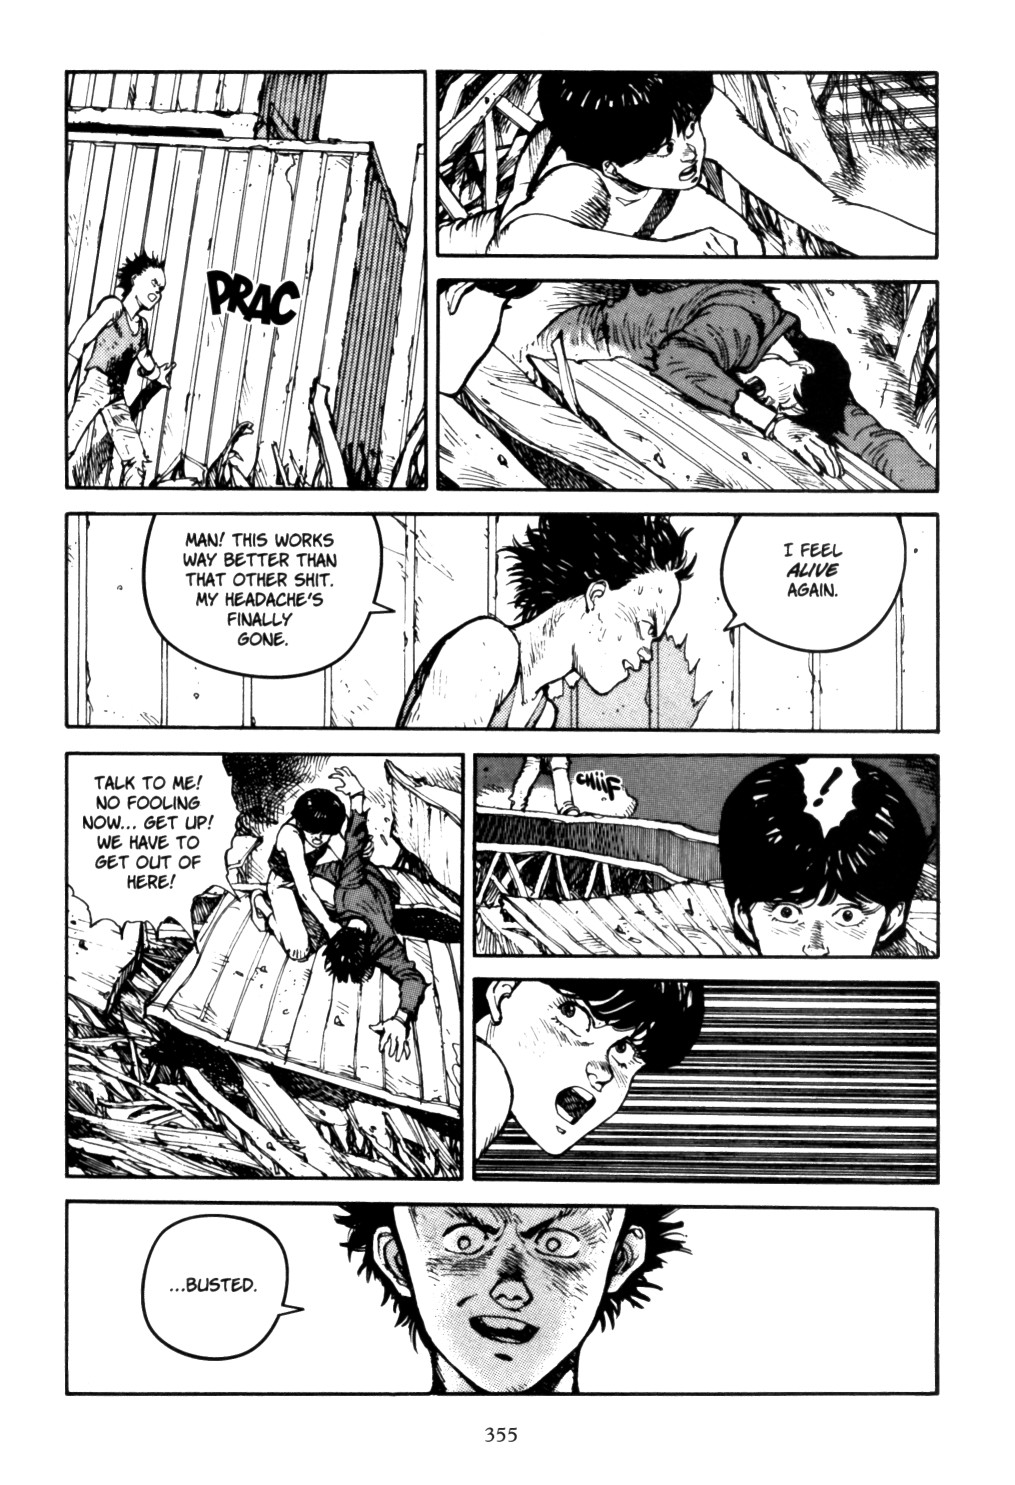 PRAC
MAN! THIS WORKS
WAY BETTER THAN
THAT OTHER SHIT.
MY HEADACHE'S
FINALLY
GONE.
I FEEL
ALIVE
AGAIN.
TALK TO ME!
NO FOOLING
NOW... GET UP!
WE HAVE TO
GET OUT OF
HERE!
CHIIF
!
...BUSTED.
355